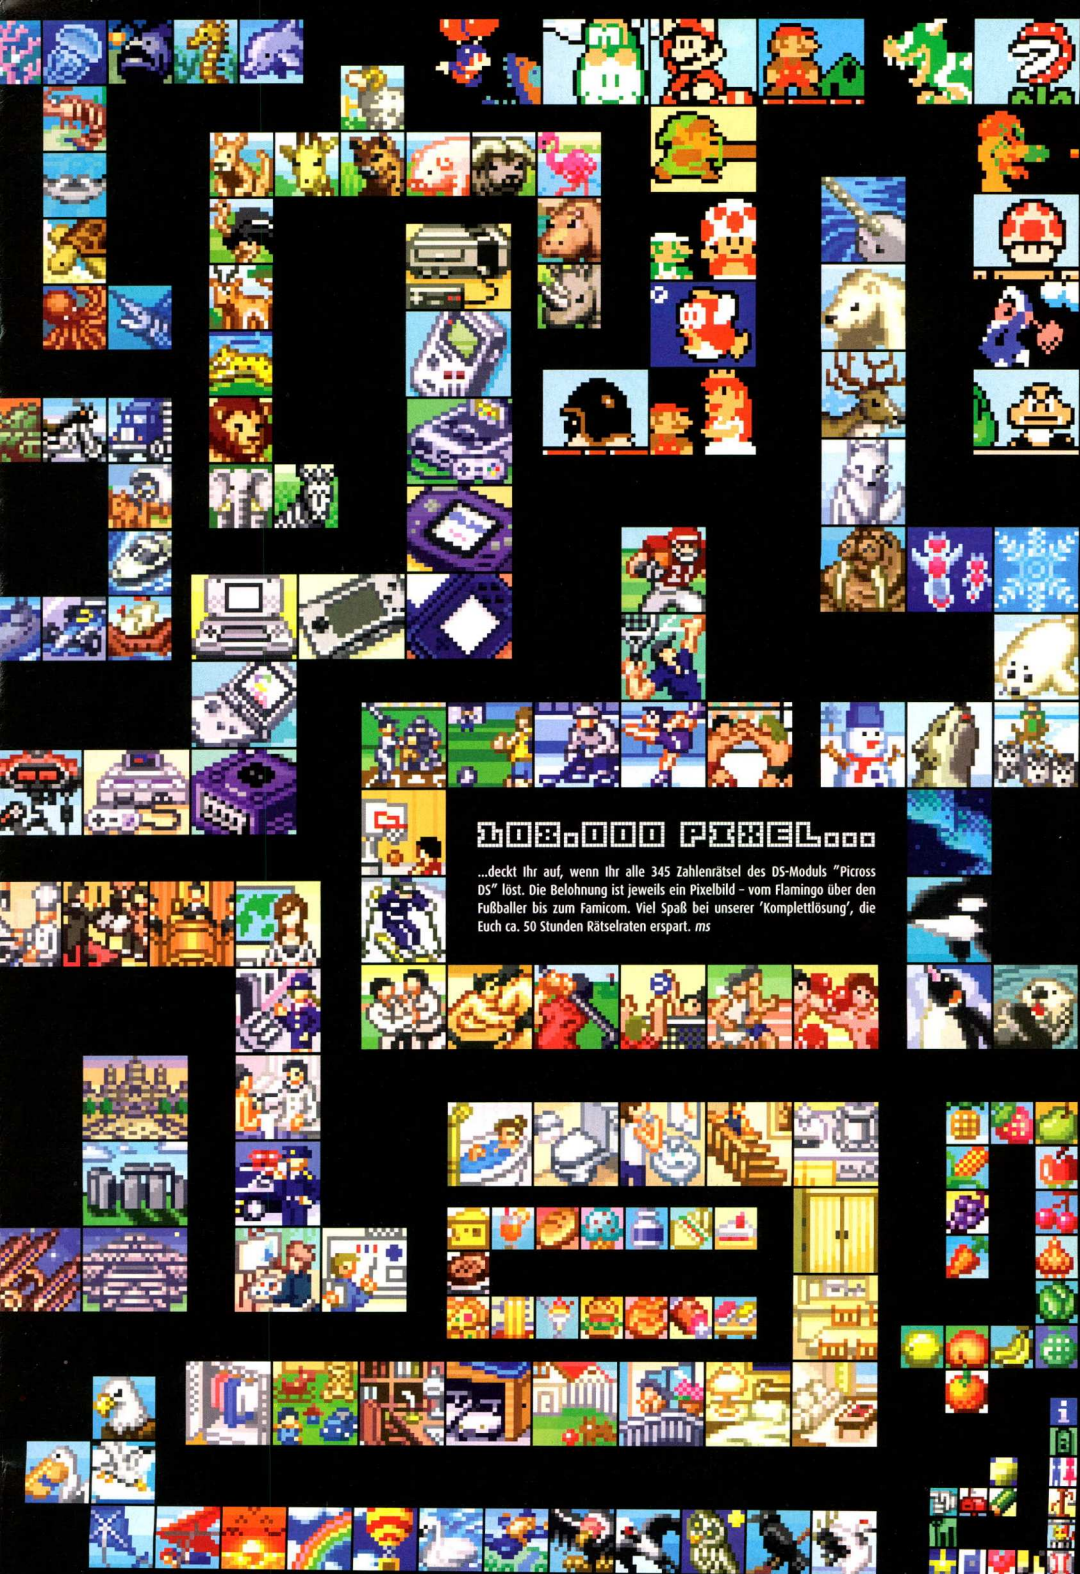 108.000 PIXEL...
...deckt Ihr auf, wenn Ihr alle 345 Zahlenrätsel des DS-Moduls "Picross
DS" löst. Die Belohnung ist jeweils ein Pixelbild – vom Flamingo über den
Fußballer bis zum Famicom. Viel Spaß bei unserer 'Komplettlösung', die
Euch ca. 50 Stunden Rätselraten erspart. ms